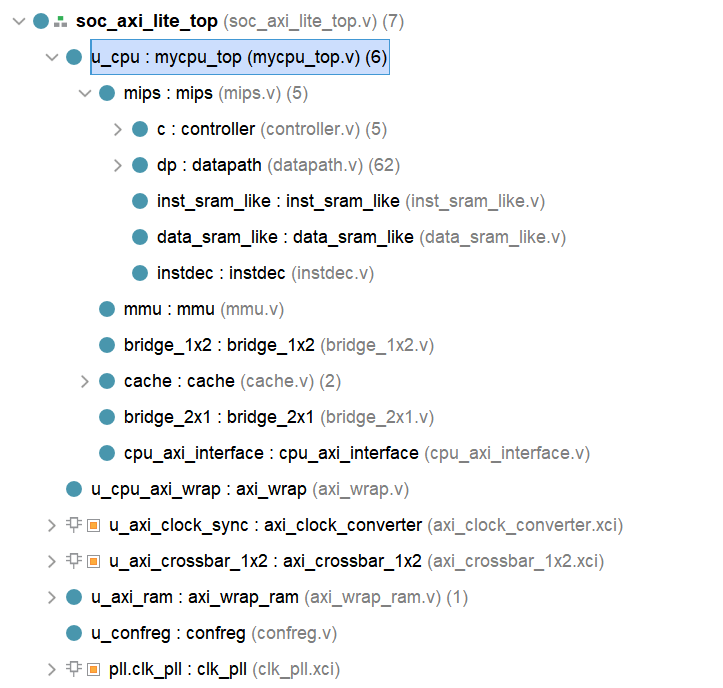 soc_axi_lite_top (soc_axi_lite_top.v) (7)
u_cpu : mycpu_top (mycpu_top.v) (6)
mips : mips (mips.v) (5)
c : controller (controller.v) (5)
dp : datapath (datapath.v) (62)
inst_sram_like : inst_sram_like (inst_sram_like.v)
data_sram_like : data_sram_like (data_sram_like.v)
instdec : instdec (instdec.v)
mmu : mmu (mmu.v)
bridge_1x2 : bridge_1x2 (bridge_1x2.v)
cache : cache (cache.v) (2)
bridge_2x1 : bridge_2x1 (bridge_2x1.v)
cpu_axi_interface : cpu_axi_interface (cpu_axi_interface.v)
u_cpu_axi_wrap : axi_wrap (axi_wrap.v)
u_axi_clock_sync : axi_clock_converter (axi_clock_converter.xci)
u_axi_crossbar_1x2 : axi_crossbar_1x2 (axi_crossbar_1x2.xci)
u_axi_ram : axi_wrap_ram (axi_wrap_ram.v) (1)
u_confreg : confreg (confreg.v)
pll.clk_pll : clk_pll (clk_pll.xci)